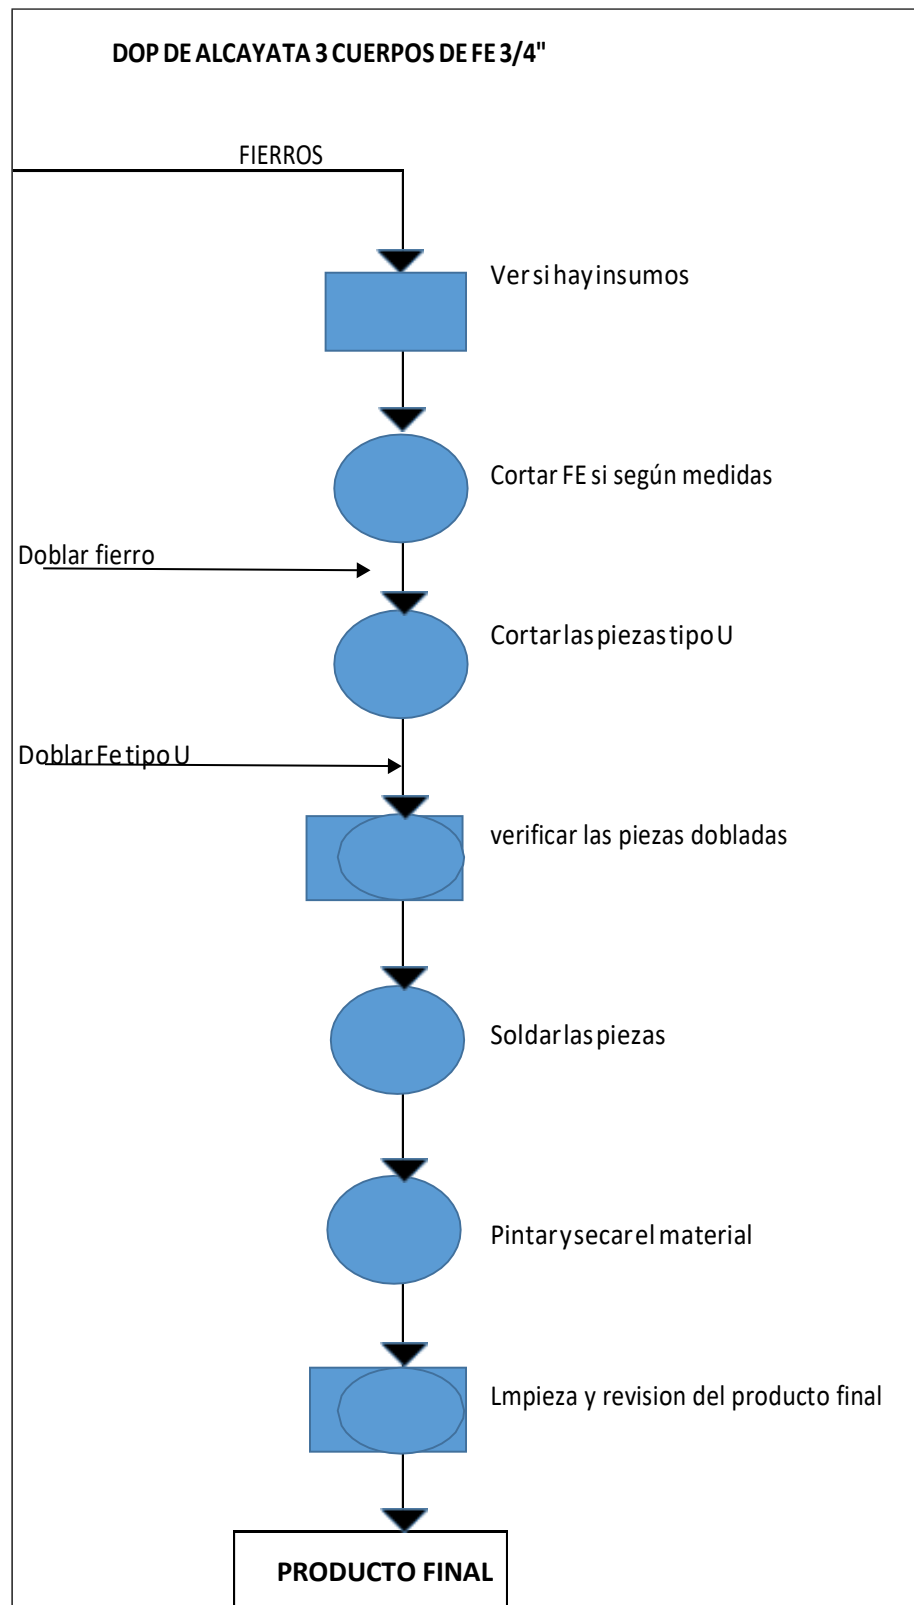 DOP DE ALCAYATA 3 CUERPOS DE FE 3/4"
FIERROS
Ver si hay insumos
Cortar FE si según medidas
Doblar fierro
Cortar las piezas tipo U
Doblar Fe tipo U
verificar las piezas dobladas
Soldar las piezas
Pintar y secar el material
Lmpieza y revision del producto final
PRODUCTO FINAL